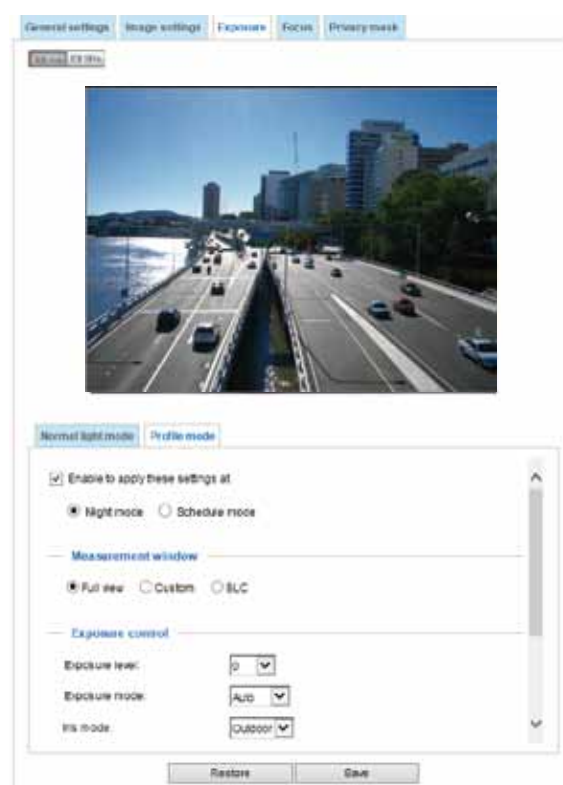 General settings Image settings Exposure Focus Privacy mask
Normal light mode Profile mode
Enable to apply these settings at
Night mode Schedule mode
Measurement window
Full view Custom BLC
Exposure control
Exposure level: 0
Exposure mode: Auto
Iris mode: Outdoor
Restore Save